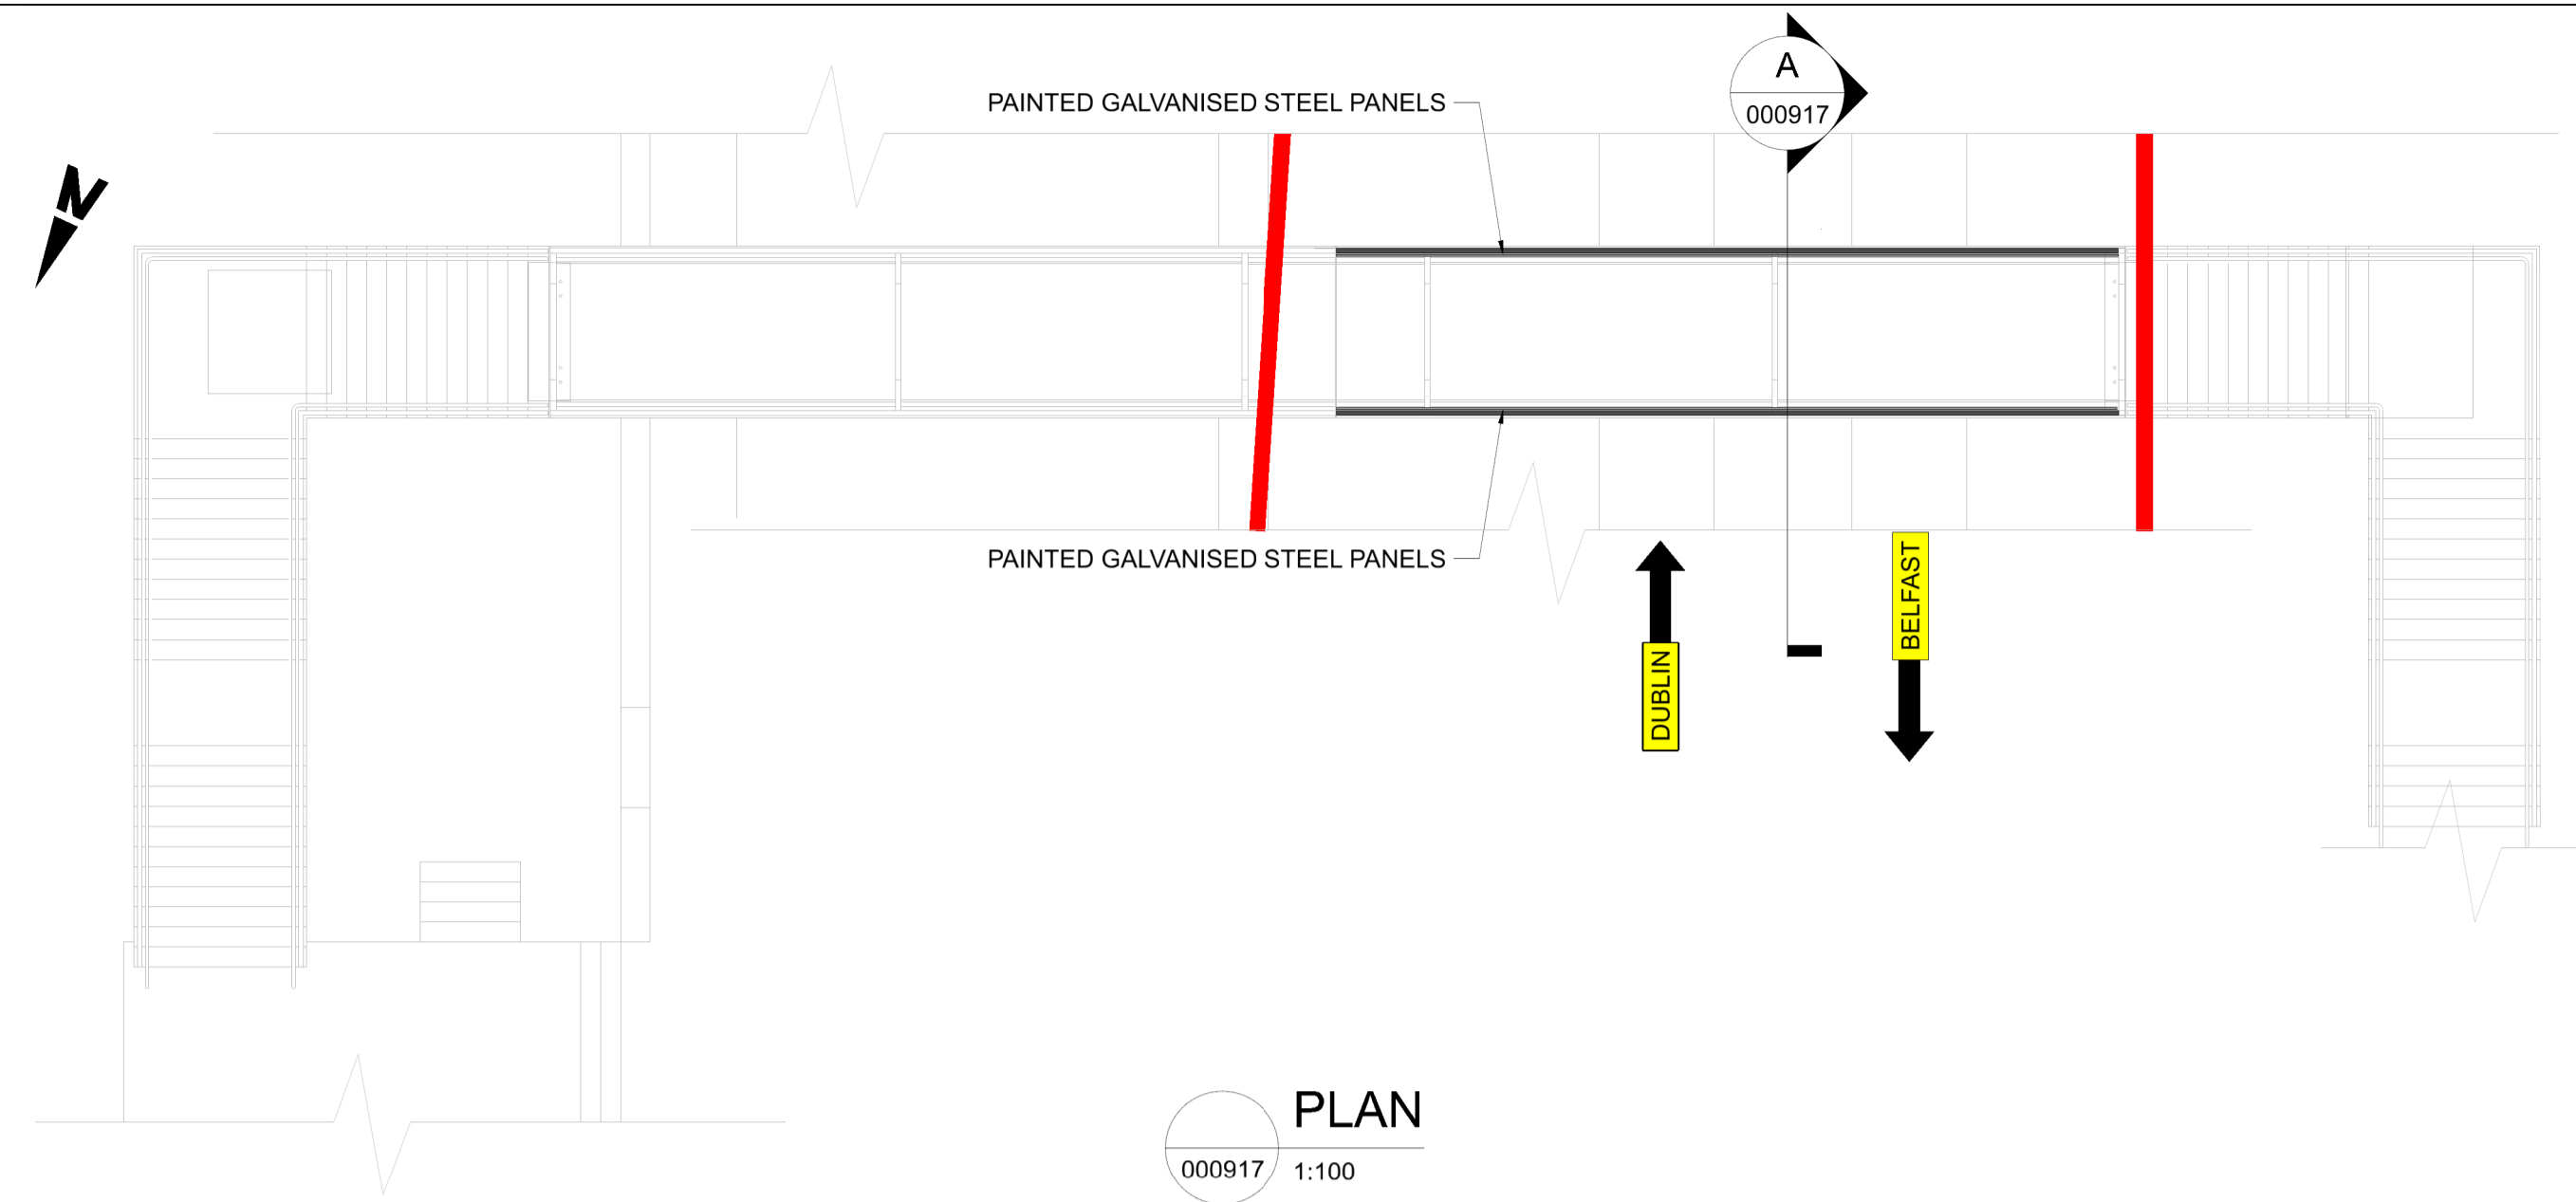 A
000917
PAINTED GALVANISED STEEL PANELS
N
PAINTED GALVANISED STEEL PANELS
DUBLIN
BELFAST
PLAN
000917
1:100